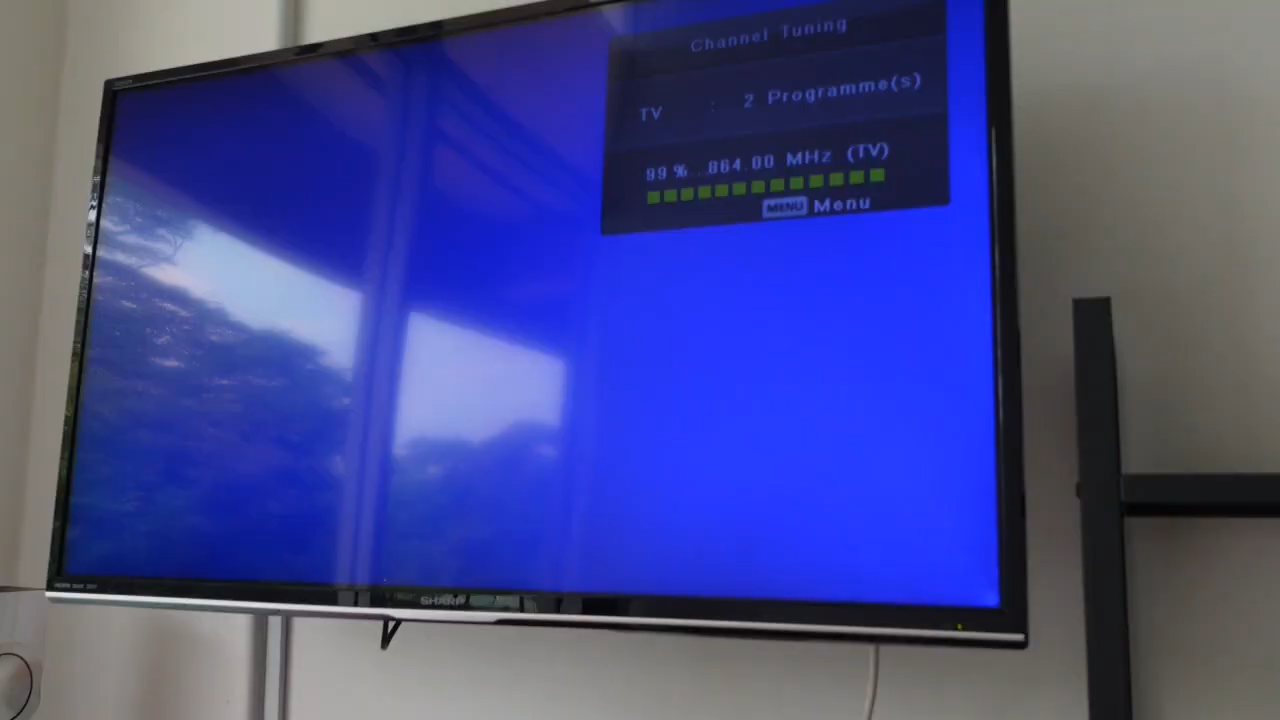 Channel Tuning
TV : 2 Programme(s)
99 %...864.00 MHz (TV)
MENU Menu
SHARP